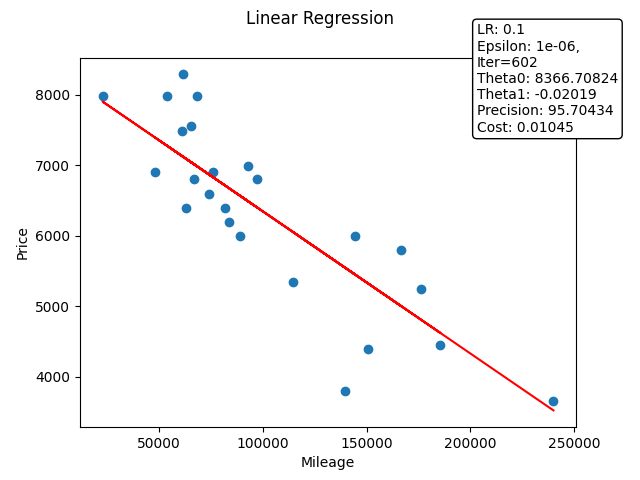 Linear Regression
LR: 0.1
Epsilon: 1e-06,
Iter=602
Theta0: 8366.70824
Theta1: -0.02019
Precision: 95.70434
Cost: 0.01045
Price
8000
7000
6000
5000
4000
50000 100000 150000 200000 250000
Mileage